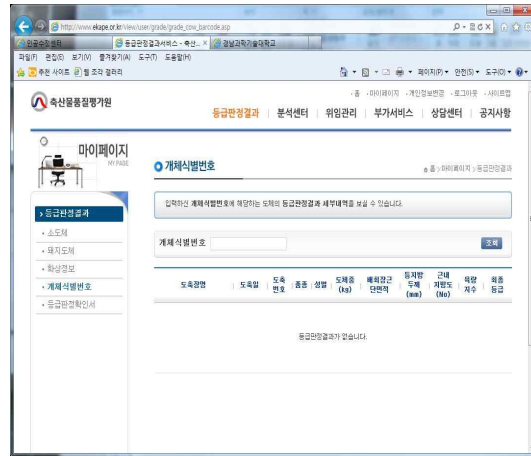 http://www.ekape.or.kr/view/user/grade/grade_cow_barcode.asp
인공수정센터
등급판정결과서비스 - 축산...
경남과학기술대학교
파일(F) 편집(E) 보기(V) 즐겨찾기(A) 도구(T) 도움말(H)
추천 사이트 웹 조각 갤러리
페이지(P) 안전(S) 도구(O)
축산물품질평가원
홈 마이페이지 개인정보변경 로그아웃 사이트맵
등급판정결과 | 분석센터 | 위임관리 | 부가서비스 | 상담센터 | 공지사항
마이페이지
MY PAGE
개체식별번호
홈 > 마이페이지 > 등급판정결과
> 등급판정결과
소도체
돼지도체
화상정보
개체식별번호
등급판정확인서
입력하신 개체식별번호에 해당하는 도체의 등급판정결과 세부내역를 보실 수 있습니다.
개체식별번호
조회
도축장명 | 도축일 | 도축번호 | 품종 | 성별 | 도체중(kg) | 배최장근단면적 | 등지방두께(mm) | 근내지방도(No) | 육량지수 | 최종등급
등급판정결과가 없습니다.